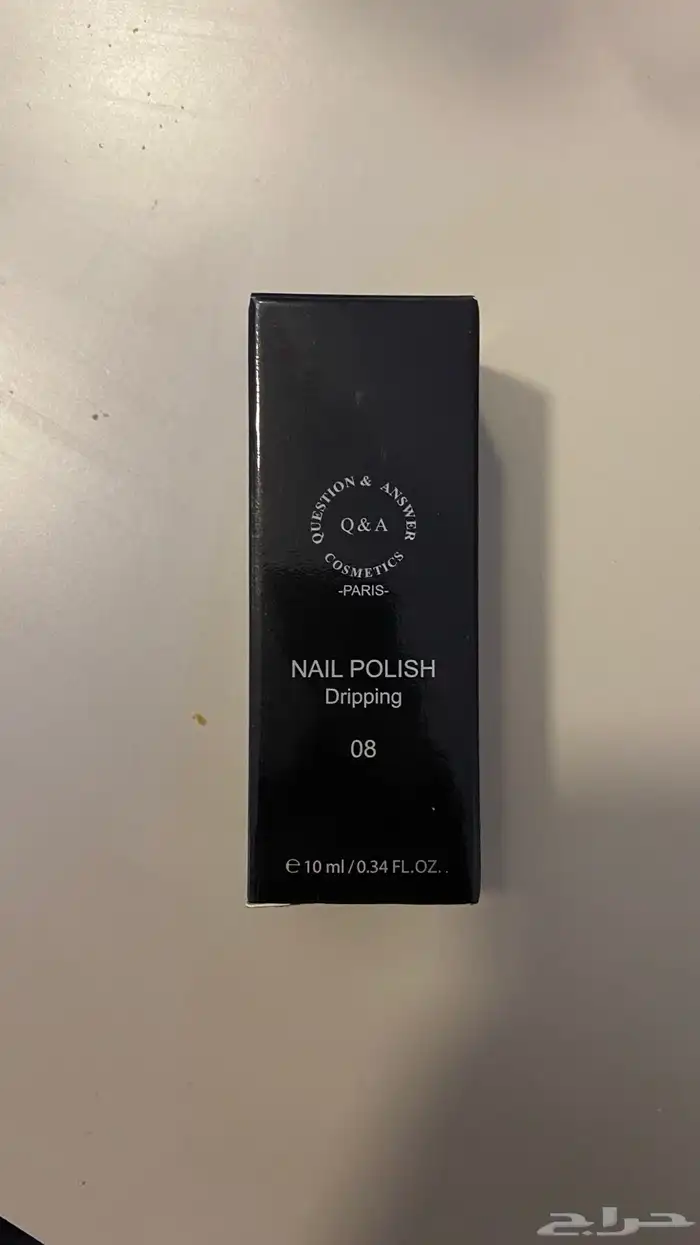 QUESTION & ANSWER
Q&A
COSMETICS
-PARIS-
NAIL POLISH
Dripping
08
℮ 10 ml / 0.34 FL.OZ. .
حراج